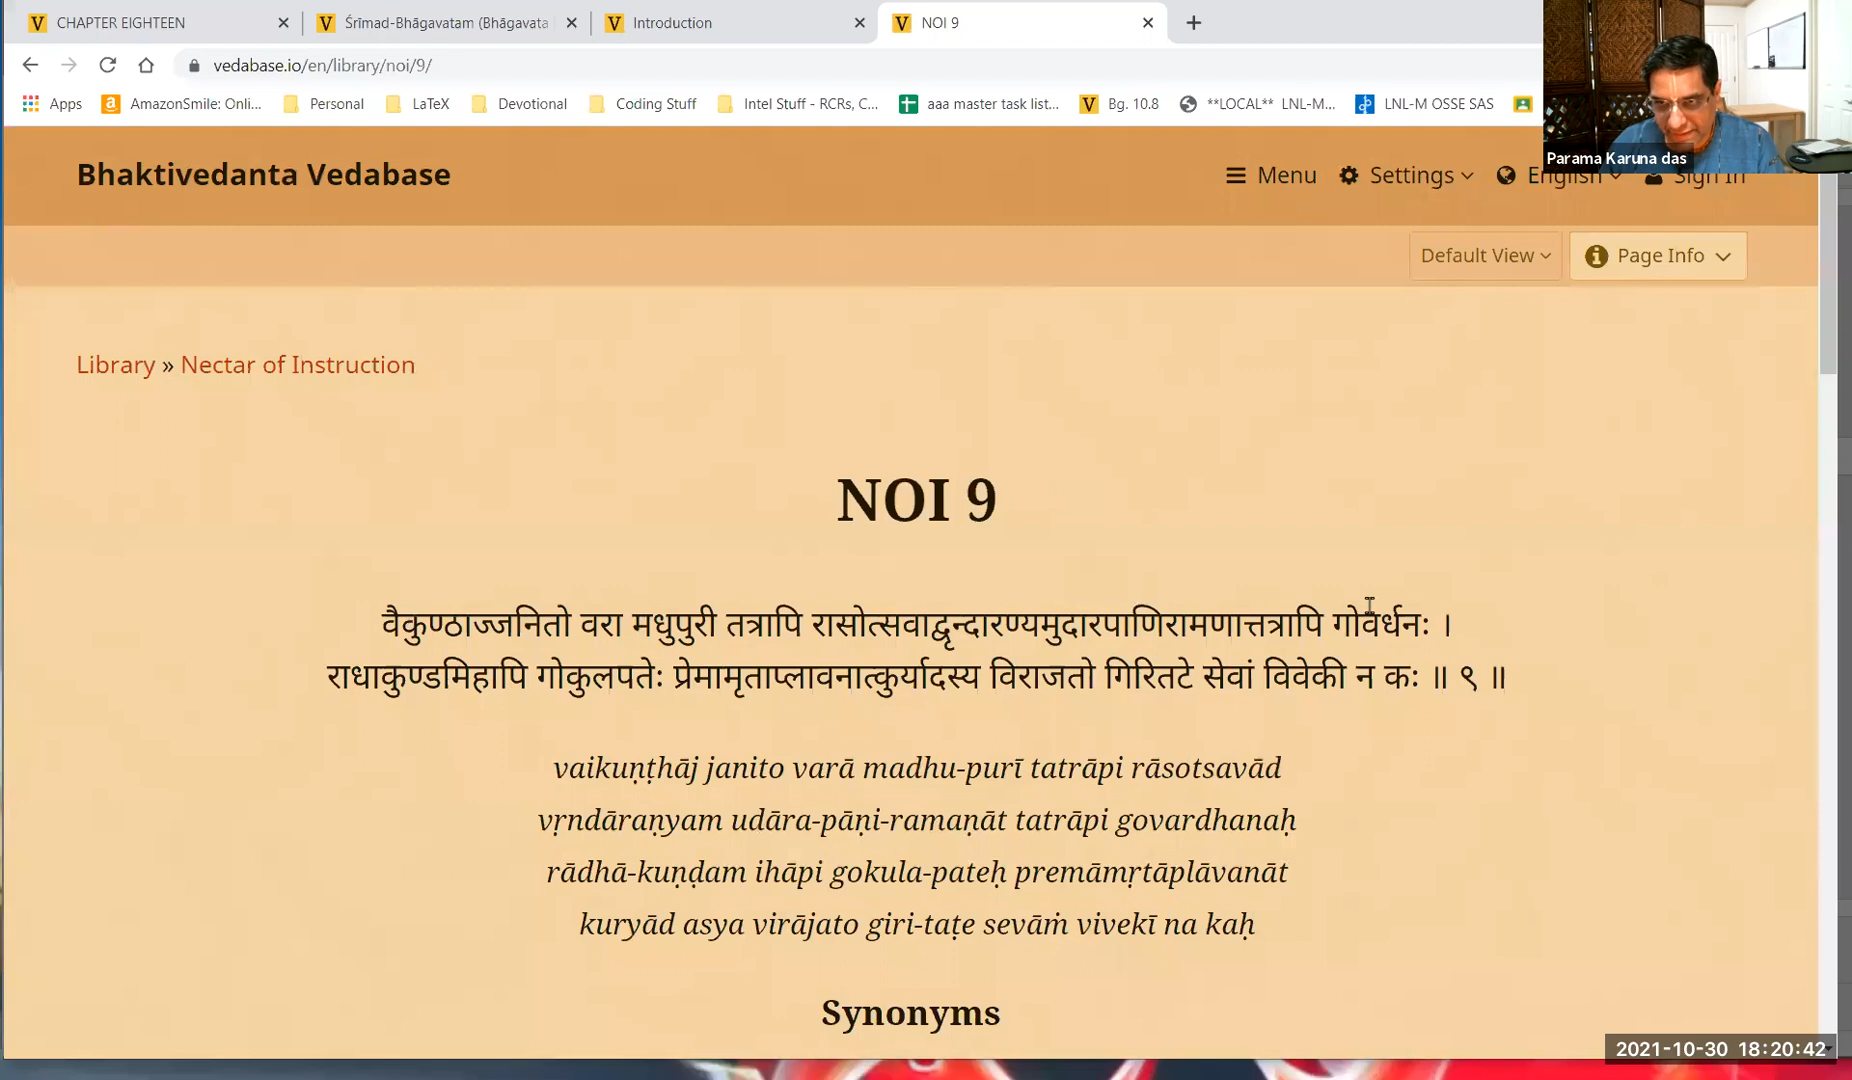 CHAPTER EIGHTEEN
Śrīmad-Bhāgavatam (Bhāgavata
Introduction
NOI 9
vedabase.io/en/library/noi/9/
Apps
AmazonSmile: Onli...
Personal
LaTeX
Devotional
Coding Stuff
Intel Stuff - RCRs, C...
aaa master task list...
Bg. 10.8
**LOCAL** LNL-M...
LNL-M OSSE SAS
Parama Karuna das
Bhaktivedanta Vedabase
Menu
Settings
English
Sign In
Default View
Page Info
Library » Nectar of Instruction
NOI 9
वैकुण्ठाज्जनितो वरा मधुपुरी तत्रापि रासोत्सवाद्वृन्दारण्यमुदारपाणिरामणात्तत्रापि गोवर्धनः ।
राधाकुण्डमिहापि गोकुलपतेः प्रेमामृताप्लावनात्कुर्यादस्य विराजतो गिरितटे सेवां विवेकी न कः ॥ ९ ॥
vaikuṇṭhāj janito varā madhu-purī tatrāpi rāsotsavād
vṛndāraṇyam udāra-pāṇi-ramaṇāt tatrāpi govardhanaḥ
rādhā-kuṇḍam ihāpi gokula-pateḥ premāmṛtāplāvanāt
kuryād asya virājato giri-taṭe sevāṁ vivekī na kaḥ
Synonyms
2021-10-30 18:20:42